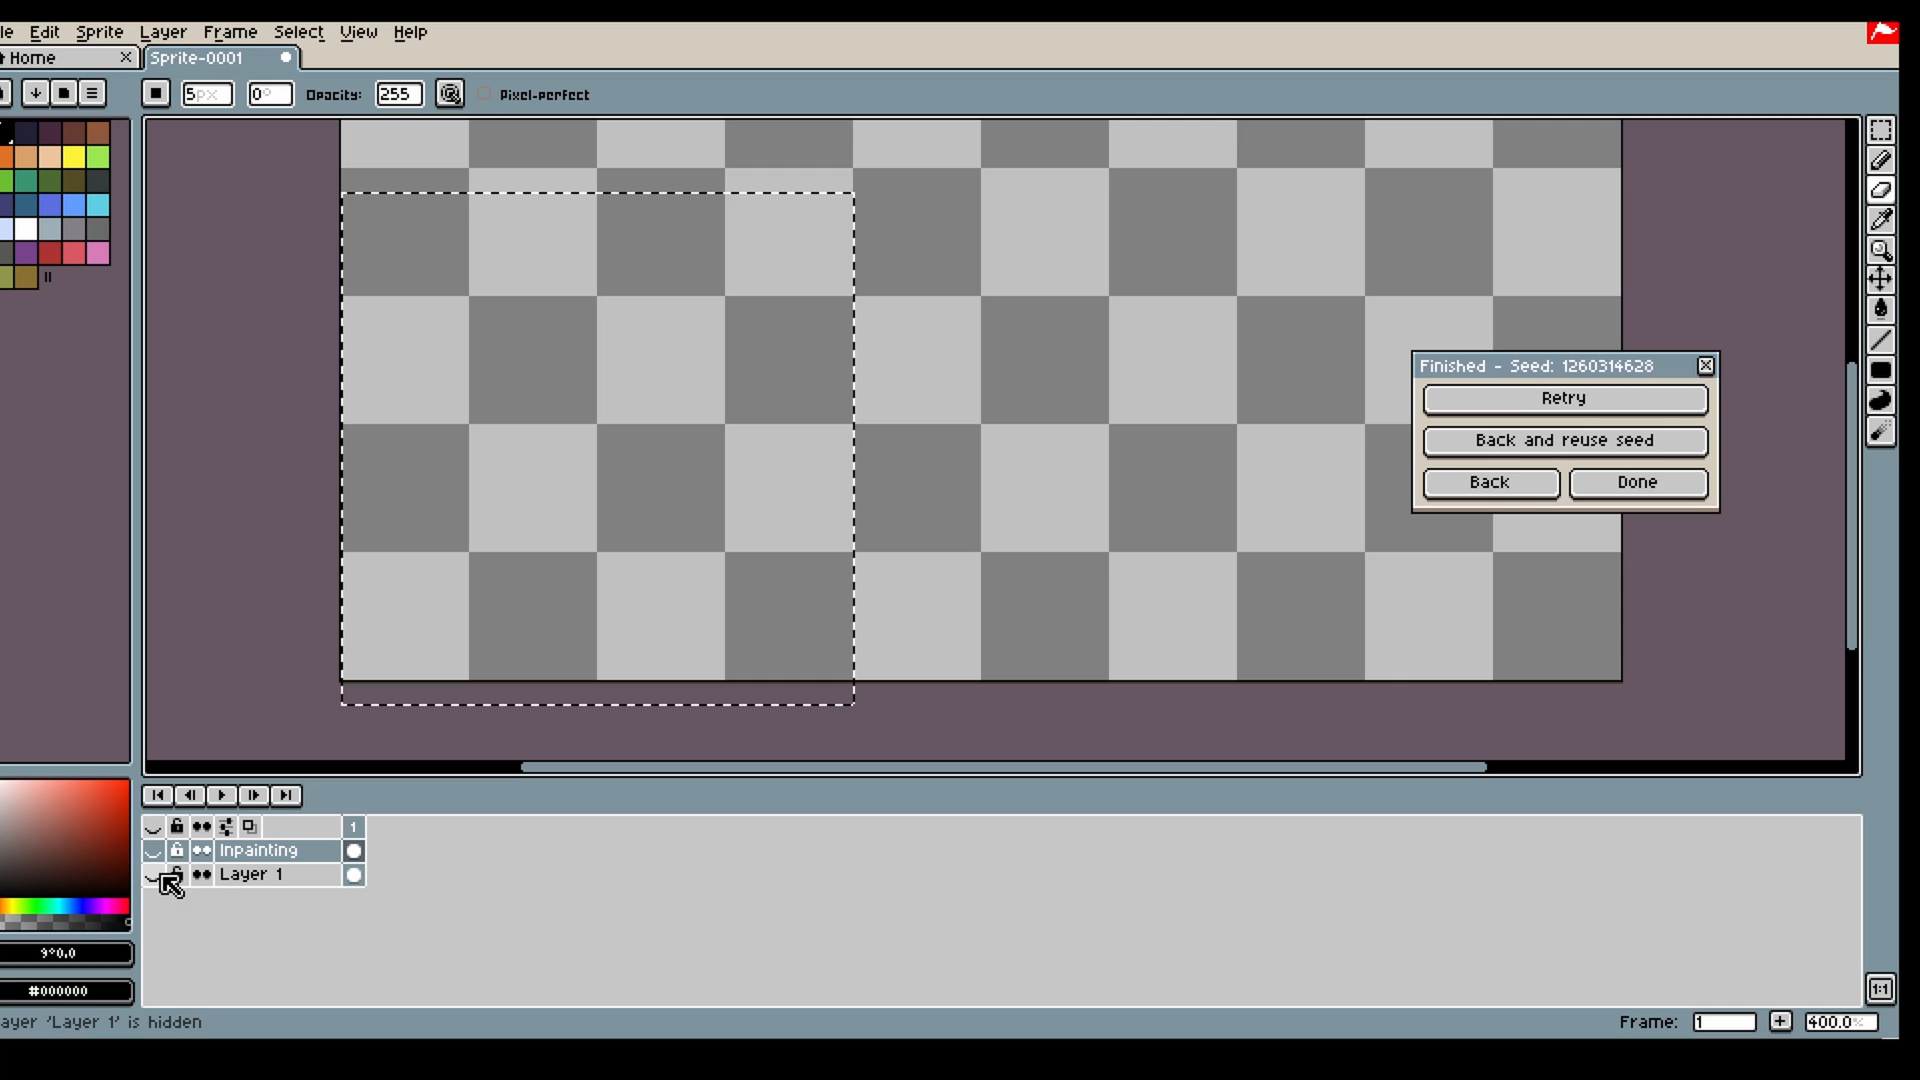 le Edit Sprite Layer Frame Select View Help
Home Sprite-0001
5px 0° Opacity: 255 Pixel-perfect
Finished - Seed: 1260314628
Retry
Back and reuse seed
Back Done
1
Inpainting
Layer 1
#000000
1:1
ayer 'Layer 1' is hidden
Frame: 1 400.0%